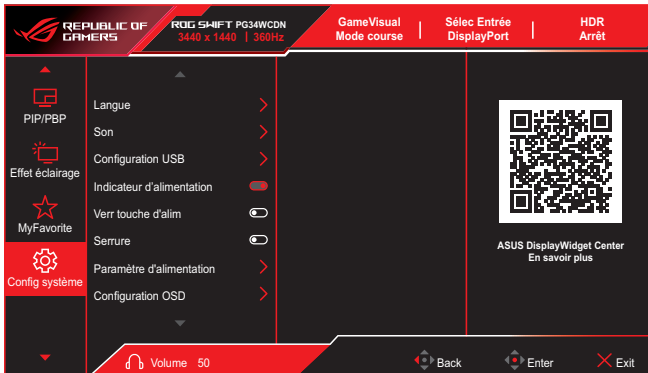 REPUBLIC OF
GAMERS
ROG SWIFT PG34WCDN
3440 x 1440 | 360Hz
GameVisual
Mode course
Sélec Entrée
DisplayPort
HDR
Arrêt
PIP/PBP
Effet éclairage
MyFavorite
Config système
Langue
Son
Configuration USB
Indicateur d'alimentation
Verr touche d'alim
Serrure
Paramètre d'alimentation
Configuration OSD
ASUS DisplayWidget Center
En savoir plus
Volume 50
Back
Enter
Exit